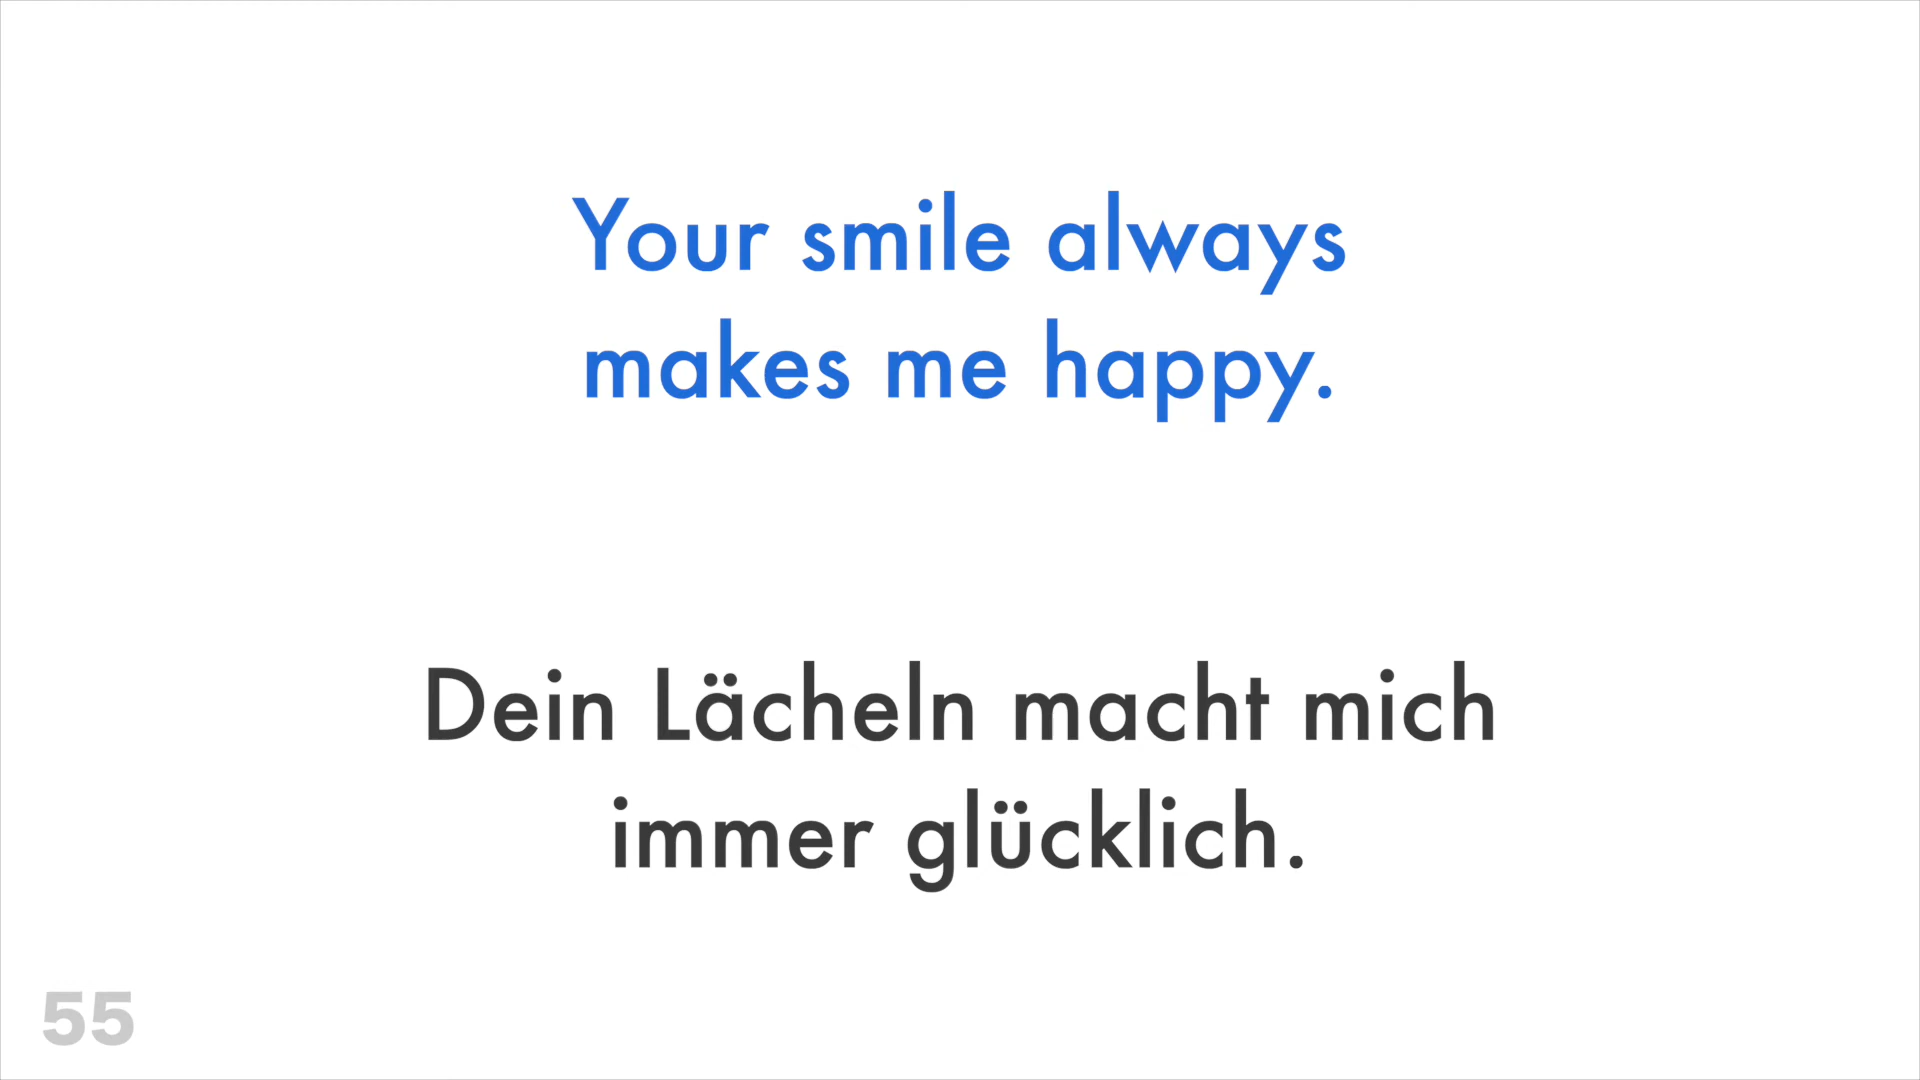 Your smile always
makes me happy.
Dein Lächeln macht mich
immer glücklich.
55